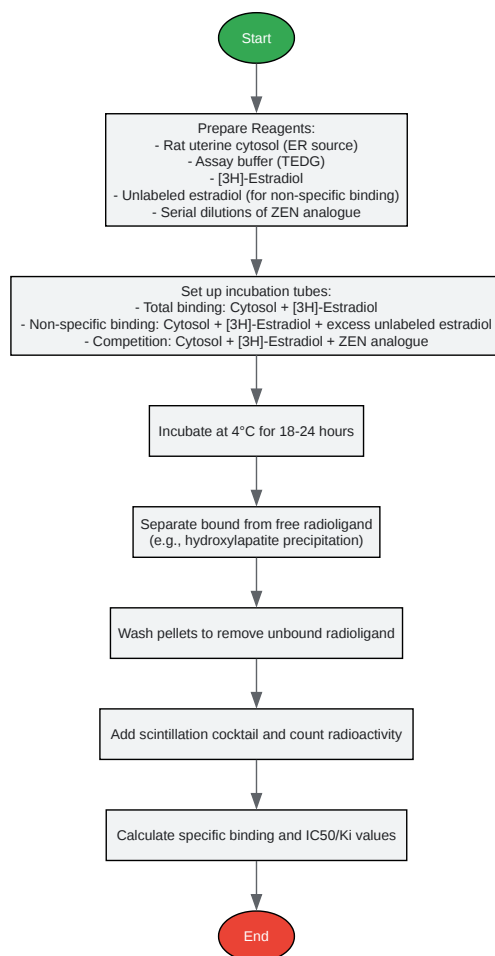 Start
Prepare Reagents:
- Rat uterine cytosol (ER source)
- Assay buffer (TEDG)
- [3H]-Estradiol
- Unlabeled estradiol (for non-specific binding)
- Serial dilutions of ZEN analogue
Set up incubation tubes:
- Total binding: Cytosol + [3H]-Estradiol
- Non-specific binding: Cytosol + [3H]-Estradiol + excess unlabeled estradiol
- Competition: Cytosol + [3H]-Estradiol + ZEN analogue
Incubate at 4°C for 18-24 hours
Separate bound from free radioligand
(e.g., hydroxylapatite precipitation)
Wash pellets to remove unbound radioligand
Add scintillation cocktail and count radioactivity
Calculate specific binding and IC50/Ki values
End